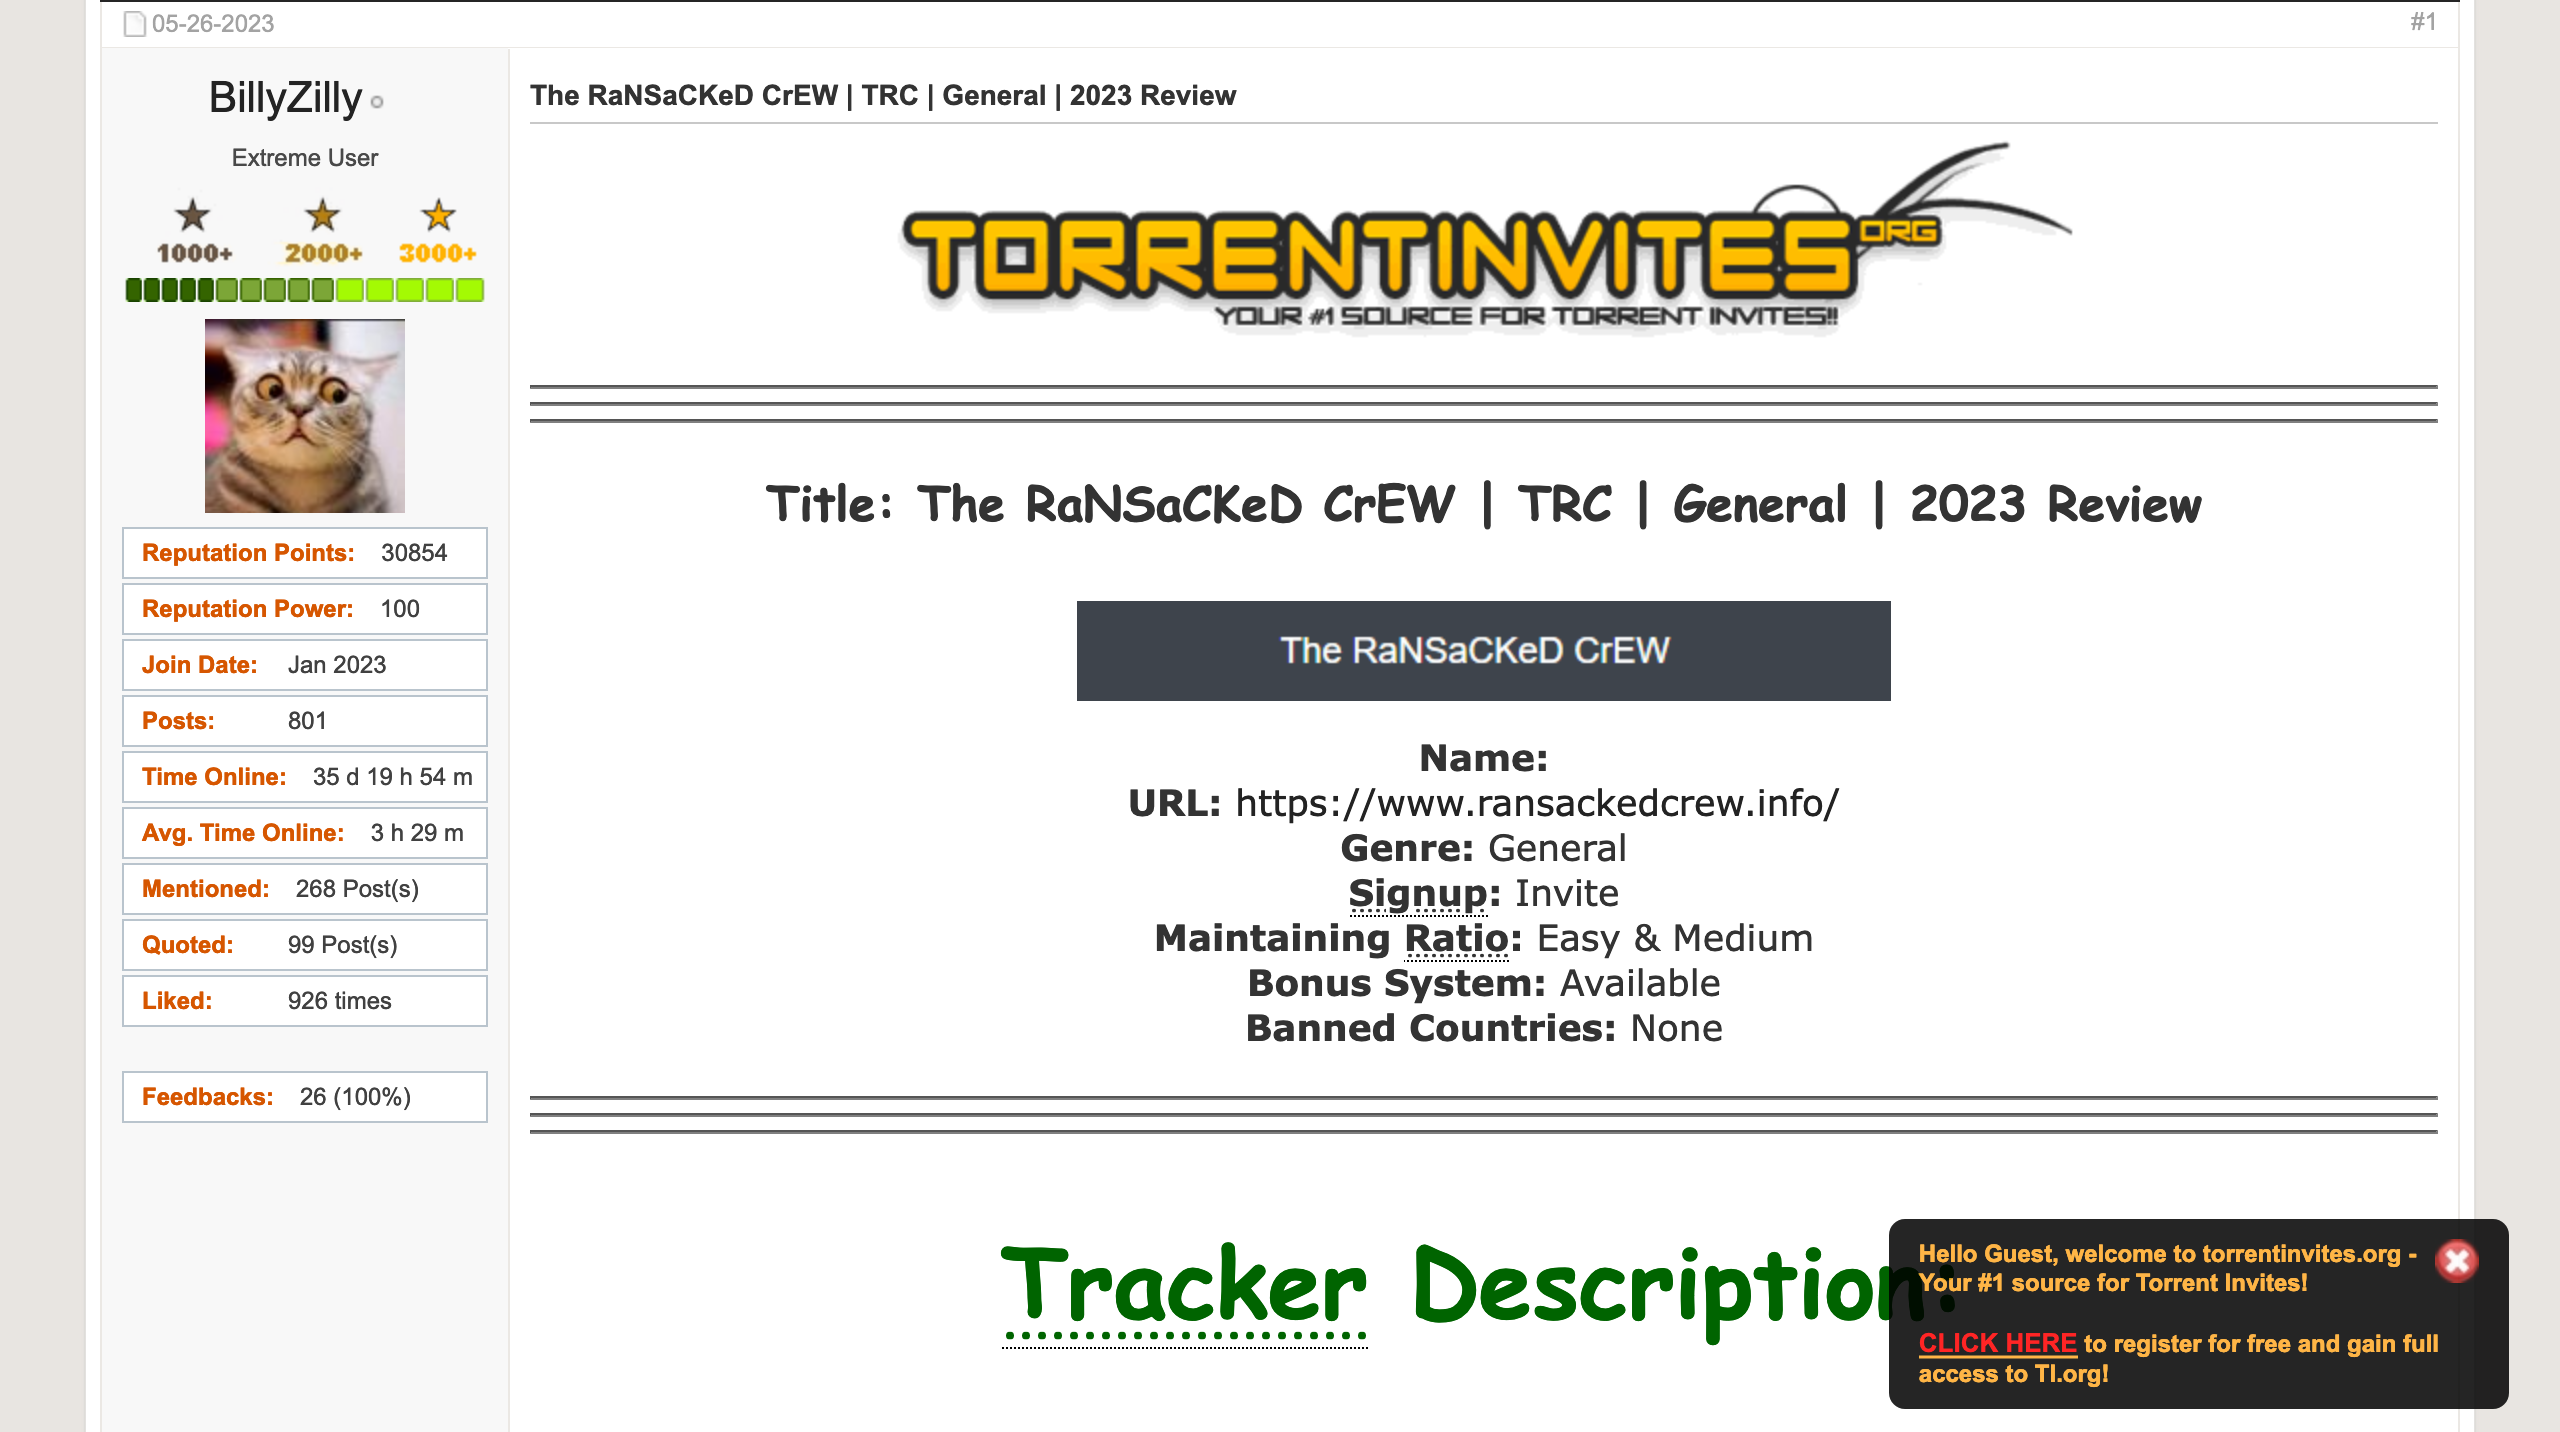 05-26-2023
#1
BillyZilly
Extreme User
1000+ 2000+ 3000+
Reputation Points: 30854
Reputation Power: 100
Join Date: Jan 2023
Posts: 801
Time Online: 35 d 19 h 54 m
Avg. Time Online: 3 h 29 m
Mentioned: 268 Post(s)
Quoted: 99 Post(s)
Liked: 926 times
Feedbacks: 26 (100%)
The RaNSaCKeD CrEW | TRC | General | 2023 Review
TORRENTINVITES ORG
YOUR #1 SOURCE FOR TORRENT INVITES!!
Title: The RaNSaCKeD CrEW | TRC | General | 2023 Review
The RaNSaCKeD CrEW
Name:
URL: https://www.ransackedcrew.info/
Genre: General
Signup: Invite
Maintaining Ratio: Easy & Medium
Bonus System: Available
Banned Countries: None
Tracker Description:
Hello Guest, welcome to torrentinvites.org -
Your #1 source for Torrent Invites!
CLICK HERE to register for free and gain full
access to TI.org!